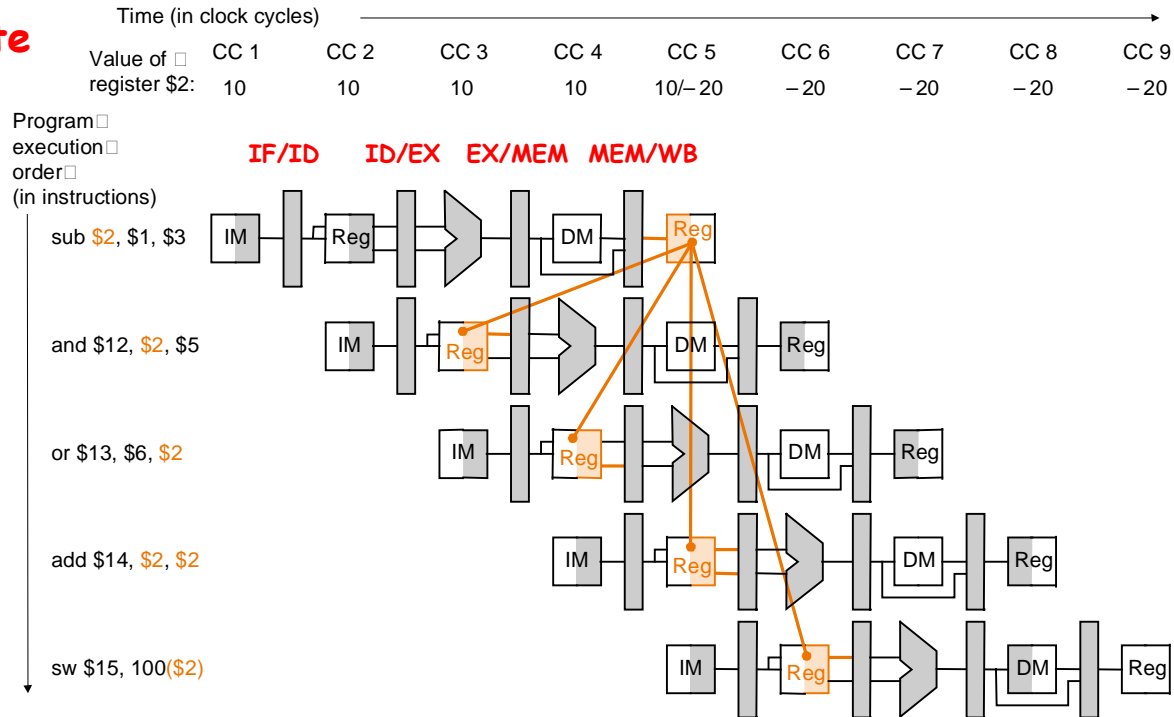 Time (in clock cycles)
Value of □ CC 1 CC 2 CC 3 CC 4 CC 5 CC 6 CC 7 CC 8 CC 9
register $2: 10 10 10 10 10/– 20 – 20 – 20 – 20 – 20
Program□
execution□
order□
(in instructions)
IF/ID ID/EX EX/MEM MEM/WB
sub $2, $1, $3 IM Reg DM Reg
and $12, $2, $5 IM Reg DM Reg
or $13, $6, $2 IM Reg DM Reg
add $14, $2, $2 IM Reg DM Reg
sw $15, 100($2) IM Reg DM Reg